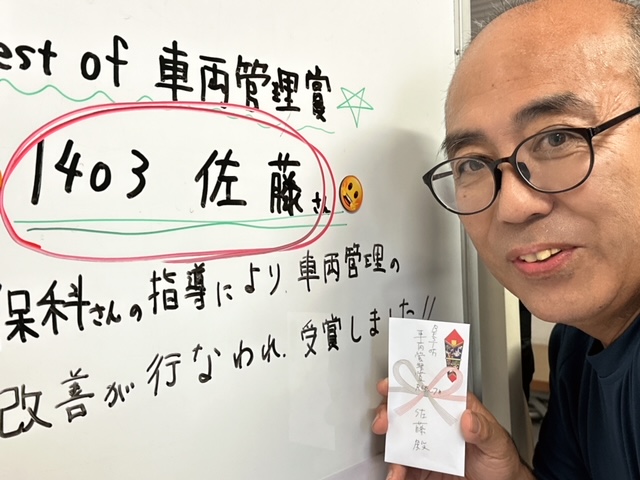 est of 車両管理賞
1403 佐藤さん
保科さんの指導により、車両管理の
改善が行なわれ、受賞しました!!
佐藤殿